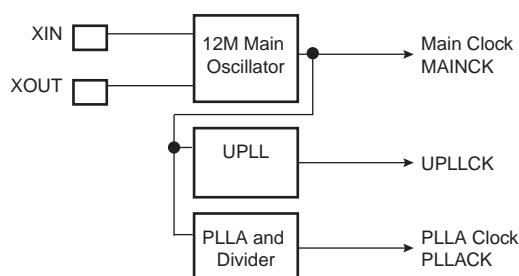 XIN
XOUT
12M Main
Oscillator
Main Clock
MAINCK
UPLL
UPLLCK
PLLA and
Divider
PLLA Clock
PLLACK